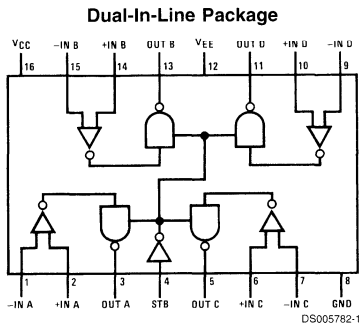 Dual-In-Line Package
VCC -IN B +IN B OUT B VEE OUT D +IN D -IN D
16 15 14 13 12 11 10 9
1 2 3 4 5 6 7 8
-IN A +IN A OUT A STB OUT C +IN C -IN C GND
DS005782-1